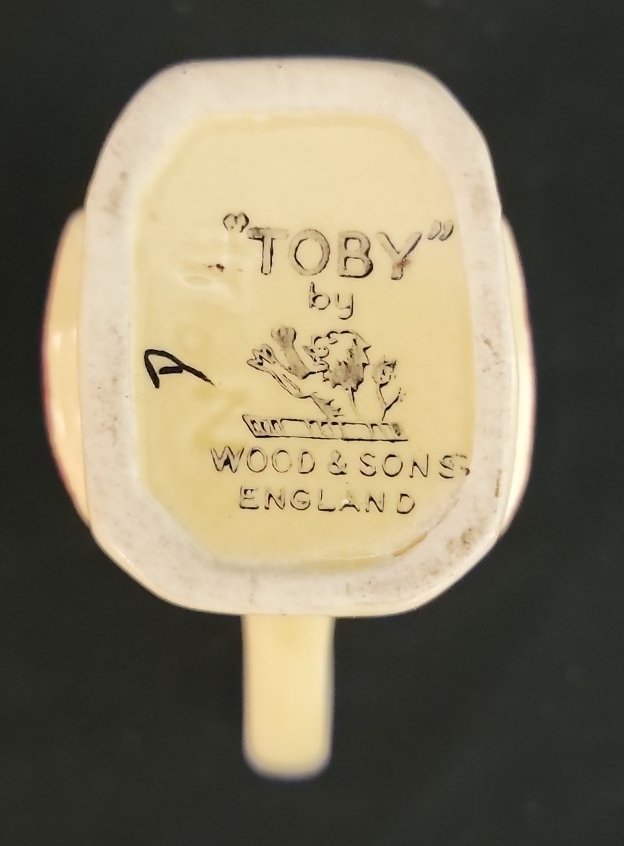 "TOBY"
by
WOOD & SONS
ENGLAND